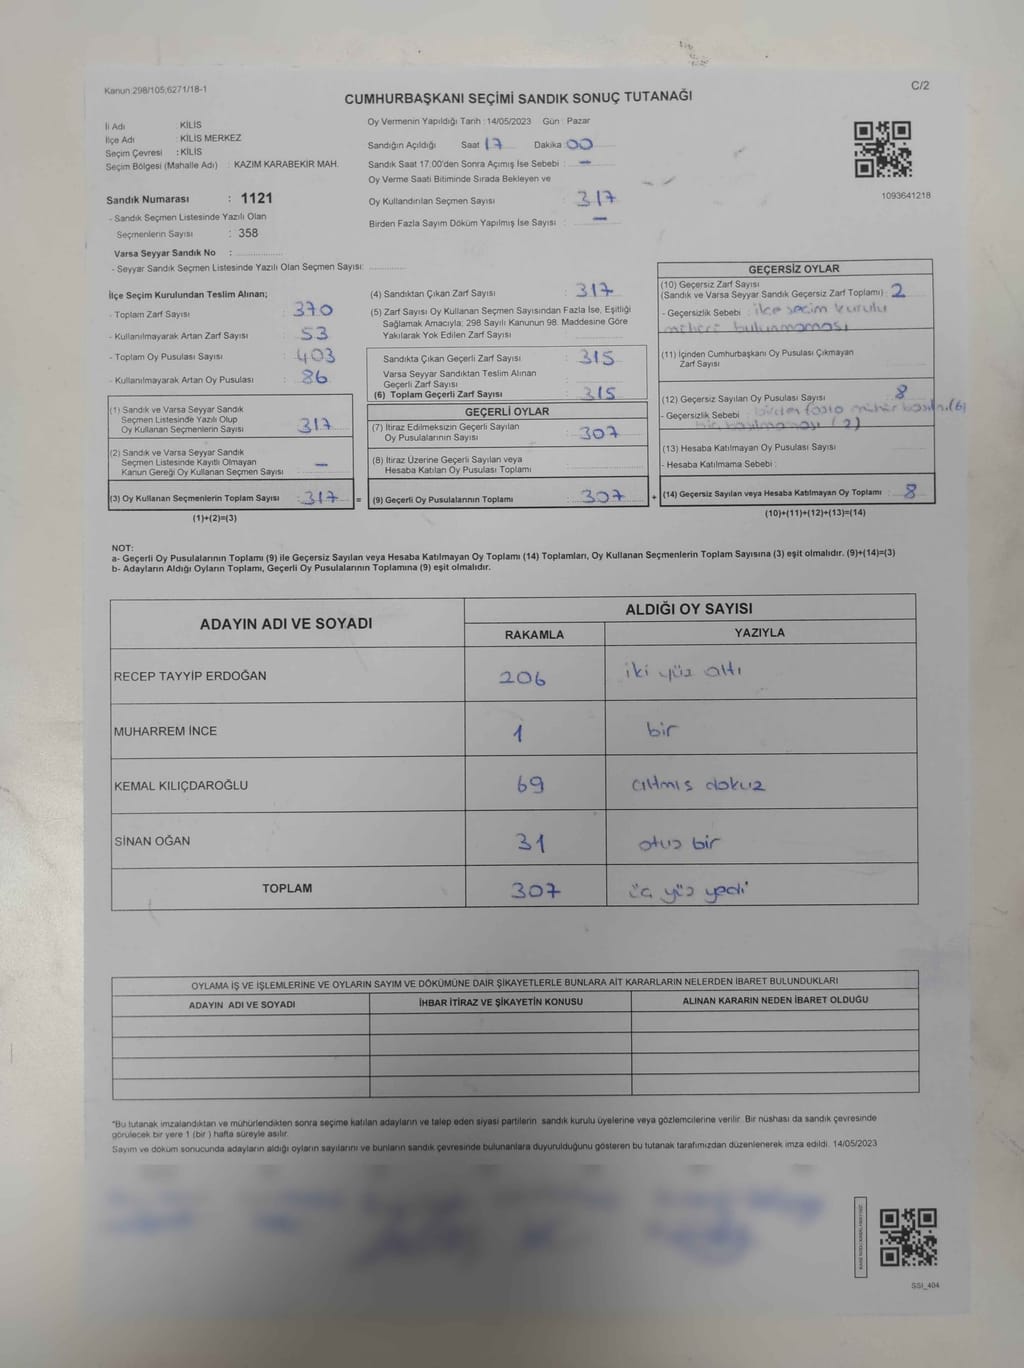 Kanun 298/105;6271/18-1
C/2
CUMHURBAŞKANI SEÇİMİ SANDIK SONUÇ TUTANAĞI
İl Adı : KİLİS
İlçe Adı : KİLİS MERKEZ
Seçim Çevresi : KİLİS
Seçim Bölgesi (Mahalle Adı) : KAZIM KARABEKİR MAH.
Sandık Numarası : 1121
- Sandık Seçmen Listesinde Yazılı Olan
Seçmenlerin Sayısı : 358
Varsa Seyyar Sandık No :
- Seyyar Sandık Seçmen Listesinde Yazılı Olan Seçmen Sayısı:
Oy Vermenin Yapıldığı Tarih : 14/05/2023 Gün : Pazar
Sandığın Açıldığı Saat 17 Dakika 00
Sandık Saat 17:00'den Sonra Açımış İse Sebebi : —
Oy Verme Saati Bitiminde Sırada Bekleyen ve
Oy Kullandırılan Seçmen Sayısı : 317
Birden Fazla Sayım Döküm Yapılmış İse Sayısı : —
1093641218
İlçe Seçim Kurulundan Teslim Alınan;
- Toplam Zarf Sayısı : 370
- Kullanılmayarak Artan Zarf Sayısı : 53
- Toplam Oy Pusulası Sayısı : 403
- Kullanılmayarak Artan Oy Pusulası : 86
(1) Sandık ve Varsa Seyyar Sandık
Seçmen Listesinde Yazılı Olup
Oy Kullanan Seçmenlerin Sayısı : 317
(2) Sandık ve Varsa Seyyar Sandık
Seçmen Listesinde Kayıtlı Olmayan
Kanun Gereği Oy Kullanan Seçmen Sayısı : —
(3) Oy Kullanan Seçmenlerin Toplam Sayısı : 317 =
(1)+(2)=(3)
(4) Sandıktan Çıkan Zarf Sayısı : 317
(5) Zarf Sayısı Oy Kullanan Seçmen Sayısından Fazla İse, Eşitliği
Sağlamak Amacıyla; 298 Sayılı Kanunun 98. Maddesine Göre
Yakılarak Yok Edilen Zarf Sayısı :
Sandıkta Çıkan Geçerli Zarf Sayısı : 315
Varsa Seyyar Sandıktan Teslim Alınan
Geçerli Zarf Sayısı :
(6) Toplam Geçerli Zarf Sayısı : 315
GEÇERLİ OYLAR
(7) İtiraz Edilmeksizin Geçerli Sayılan
Oy Pusulalarının Sayısı : 307
(8) İtiraz Üzerine Geçerli Sayılan veya
Hesaba Katılan Oy Pusulası Toplamı :
(9) Geçerli Oy Pusulalarının Toplamı : 307 +
GEÇERSİZ OYLAR
(10) Geçersiz Zarf Sayısı
(Sandık ve Varsa Seyyar Sandık Geçersiz Zarf Toplamı) : 2
- Geçersizlik Sebebi : ilçe seçim kurulu
mührü bulunmaması
(11) İçinden Cumhurbaşkanı Oy Pusulası Çıkmayan
Zarf Sayısı :
(12) Geçersiz Sayılan Oy Pusulası Sayısı : 8
- Geçersizlik Sebebi : birden fazla mühür (6)
(2)
(13) Hesaba Katılmayan Oy Pusulası Sayısı :
- Hesaba Katılmama Sebebi :
(14) Geçersiz Sayılan veya Hesaba Katılmayan Oy Toplamı : 8
(10)+(11)+(12)+(13)=(14)
NOT:
a- Geçerli Oy Pusulalarının Toplamı (9) ile Geçersiz Sayılan veya Hesaba Katılmayan Oy Toplamı (14) Toplamları, Oy Kullanan Seçmenlerin Toplam Sayısına (3) eşit olmalıdır. (9)+(14)=(3)
b- Adayların Aldığı Oyların Toplamı, Geçerli Oy Pusulalarının Toplamına (9) eşit olmalıdır.
ADAYIN ADI VE SOYADI
ALDIĞI OY SAYISI
RAKAMLA YAZIYLA
RECEP TAYYİP ERDOĞAN 206 iki yüz altı
MUHARREM İNCE 1 bir
KEMAL KILIÇDAROĞLU 69 altmış dokuz
SİNAN OĞAN 31 otuz bir
TOPLAM 307 üç yüz yedi
OYLAMA İŞ VE İŞLEMLERİNE VE OYLARIN SAYIM VE DÖKÜMÜNE DAİR ŞİKAYETLERLE BUNLARA AİT KARARLARIN NELERDEN İBARET BULUNDUKLARI
ADAYIN ADI VE SOYADI İHBAR İTİRAZ VE ŞİKAYETİN KONUSU ALINAN KARARIN NEDEN İBARET OLDUĞU
"Bu tutanak imzalandıktan ve mühürlendikten sonra seçime katılan adayların ve talep eden siyasi partilerin sandık kurulu üyelerine veya gözlemcilerine verilir. Bir nüshası da sandık çevresinde
görülecek bir yere 1 (bir ) hafta süreyle asılır.
Sayım ve döküm sonucunda adayların aldığı oyların sayılarını ve bunların sandık çevresinde bulunanlara duyurulduğunu gösteren bu tutanak tarafımızdan düzenlenerek imza edildi. 14/05/2023
SSİ_404